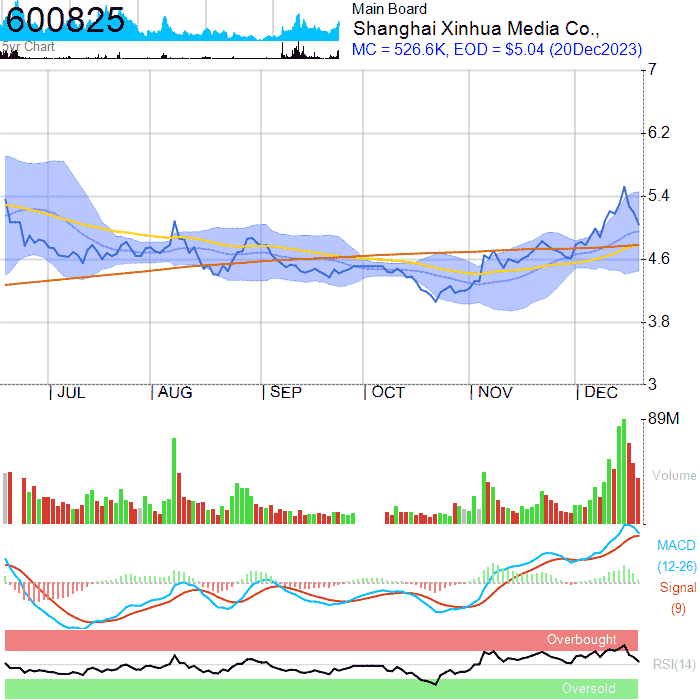 600825
5yr Chart
Main Board
Shanghai Xinhua Media Co.,
MC = 526.6K, EOD = $5.04 (20Dec2023)
7
6.2
5.4
4.6
3.8
3
JUL
AUG
SEP
OCT
NOV
DEC
89M
Volume
MACD
(12-26)
Signal
(9)
Overbought
RSI(14)
Oversold